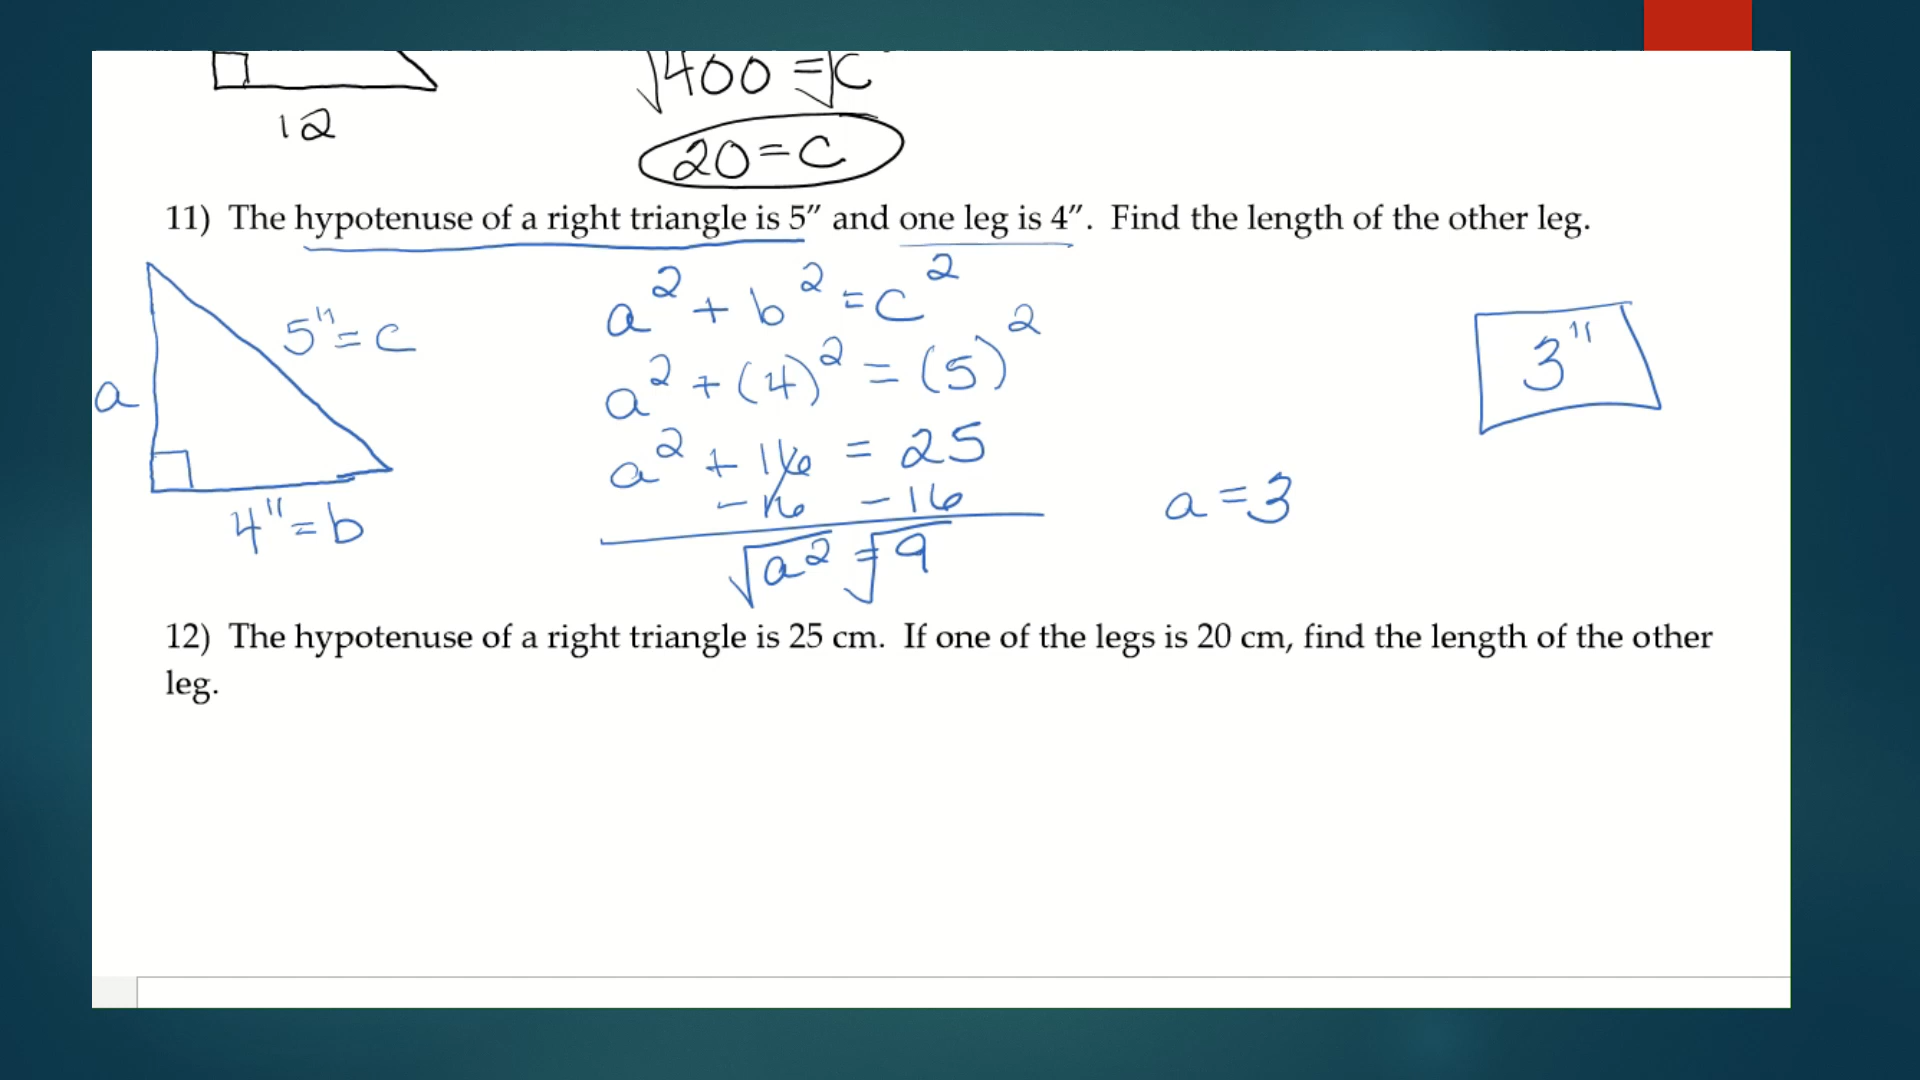 √400 = √c
12
20 = c
11) The hypotenuse of a right triangle is 5″ and one leg is 4″. Find the length of the other leg.
a² + b² = c²
5" = c
3"
a
a² + (4)² = (5)²
a² + 16 = 25
-16 -16
a = 3
4" = b
√a² = √9
12) The hypotenuse of a right triangle is 25 cm. If one of the legs is 20 cm, find the length of the other
leg.